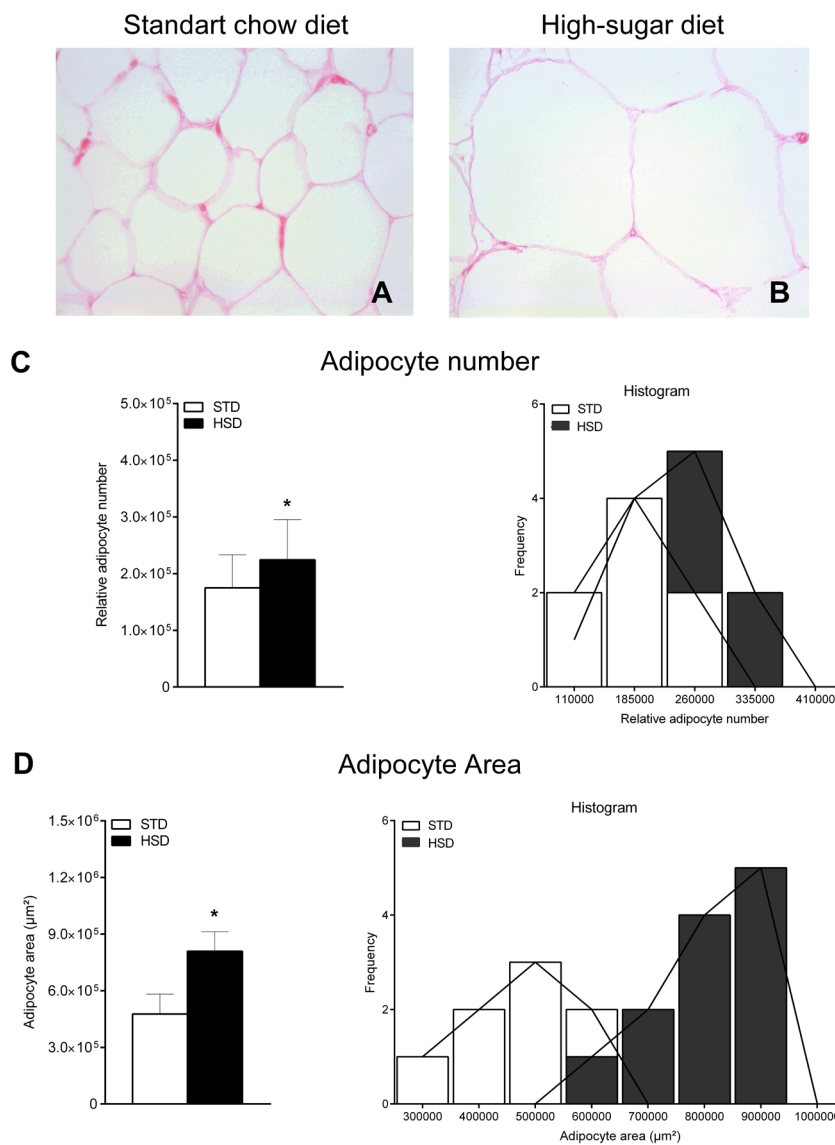 Standart chow diet
High-sugar diet
A
B
C
Adipocyte number
STD
HSD
5.0×10⁵
4.0×10⁵
3.0×10⁵
2.0×10⁵
1.0×10⁵
0
*
Relative adipocyte number
Histogram
STD
HSD
6
4
2
0
Frequency
110000 185000 260000 335000 410000
Relative adipocyte number
D
Adipocyte Area
STD
HSD
1.5×10⁶
1.2×10⁶
9.0×10⁵
6.0×10⁵
3.0×10⁵
0
*
Adipocyte area (µm²)
Histogram
STD
HSD
6
4
2
0
Frequency
300000 400000 500000 600000 700000 800000 900000 1000000
Adipocyte area (µm²)